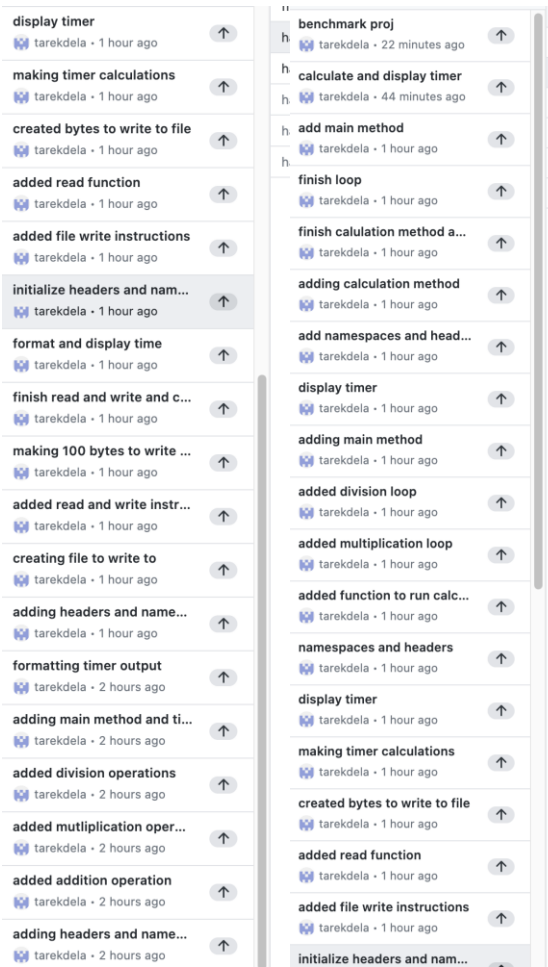 display timer
tarekdela • 1 hour ago
making timer calculations
tarekdela • 1 hour ago
created bytes to write to file
tarekdela • 1 hour ago
added read function
tarekdela • 1 hour ago
added file write instructions
tarekdela • 1 hour ago
initialize headers and nam...
tarekdela • 1 hour ago
format and display time
tarekdela • 1 hour ago
finish read and write and c...
tarekdela • 1 hour ago
making 100 bytes to write ...
tarekdela • 1 hour ago
added read and write instr...
tarekdela • 1 hour ago
creating file to write to
tarekdela • 1 hour ago
adding headers and name...
tarekdela • 1 hour ago
formatting timer output
tarekdela • 2 hours ago
adding main method and ti...
tarekdela • 2 hours ago
added division operations
tarekdela • 2 hours ago
added mutliplication oper...
tarekdela • 2 hours ago
added addition operation
tarekdela • 2 hours ago
adding headers and name...
tarekdela • 2 hours ago
benchmark proj
tarekdela • 22 minutes ago
calculate and display timer
tarekdela • 44 minutes ago
add main method
tarekdela • 1 hour ago
finish loop
tarekdela • 1 hour ago
finish calulation method a...
tarekdela • 1 hour ago
adding calculation method
tarekdela • 1 hour ago
add namespaces and head...
tarekdela • 1 hour ago
display timer
tarekdela • 1 hour ago
adding main method
tarekdela • 1 hour ago
added division loop
tarekdela • 1 hour ago
added multiplication loop
tarekdela • 1 hour ago
added function to run calc...
tarekdela • 1 hour ago
namespaces and headers
tarekdela • 1 hour ago
display timer
tarekdela • 1 hour ago
making timer calculations
tarekdela • 1 hour ago
created bytes to write to file
tarekdela • 1 hour ago
added read function
tarekdela • 1 hour ago
added file write instructions
tarekdela • 1 hour ago
initialize headers and nam...